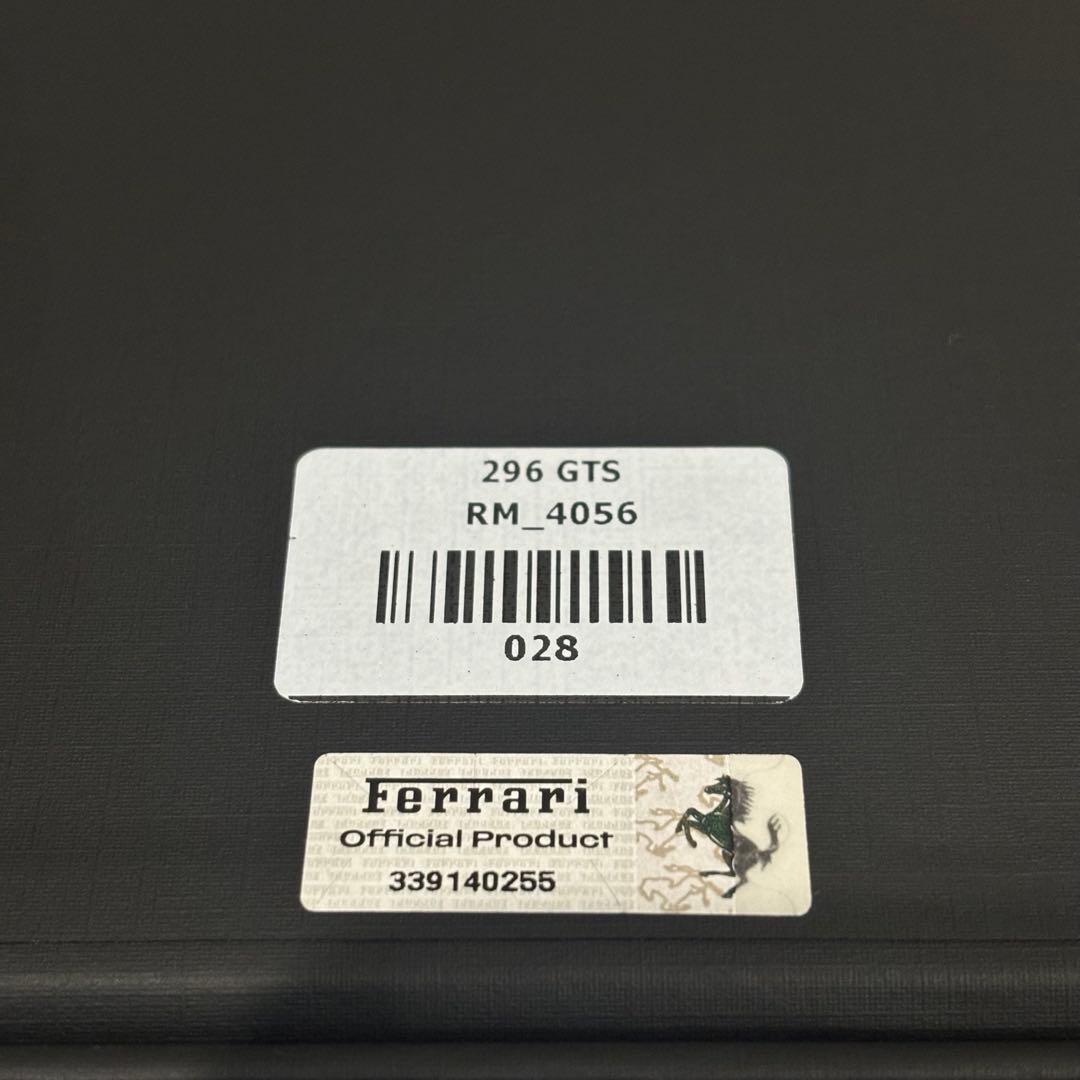 296 GTS
RM_4056
028
Ferrari
Official Product
339140255